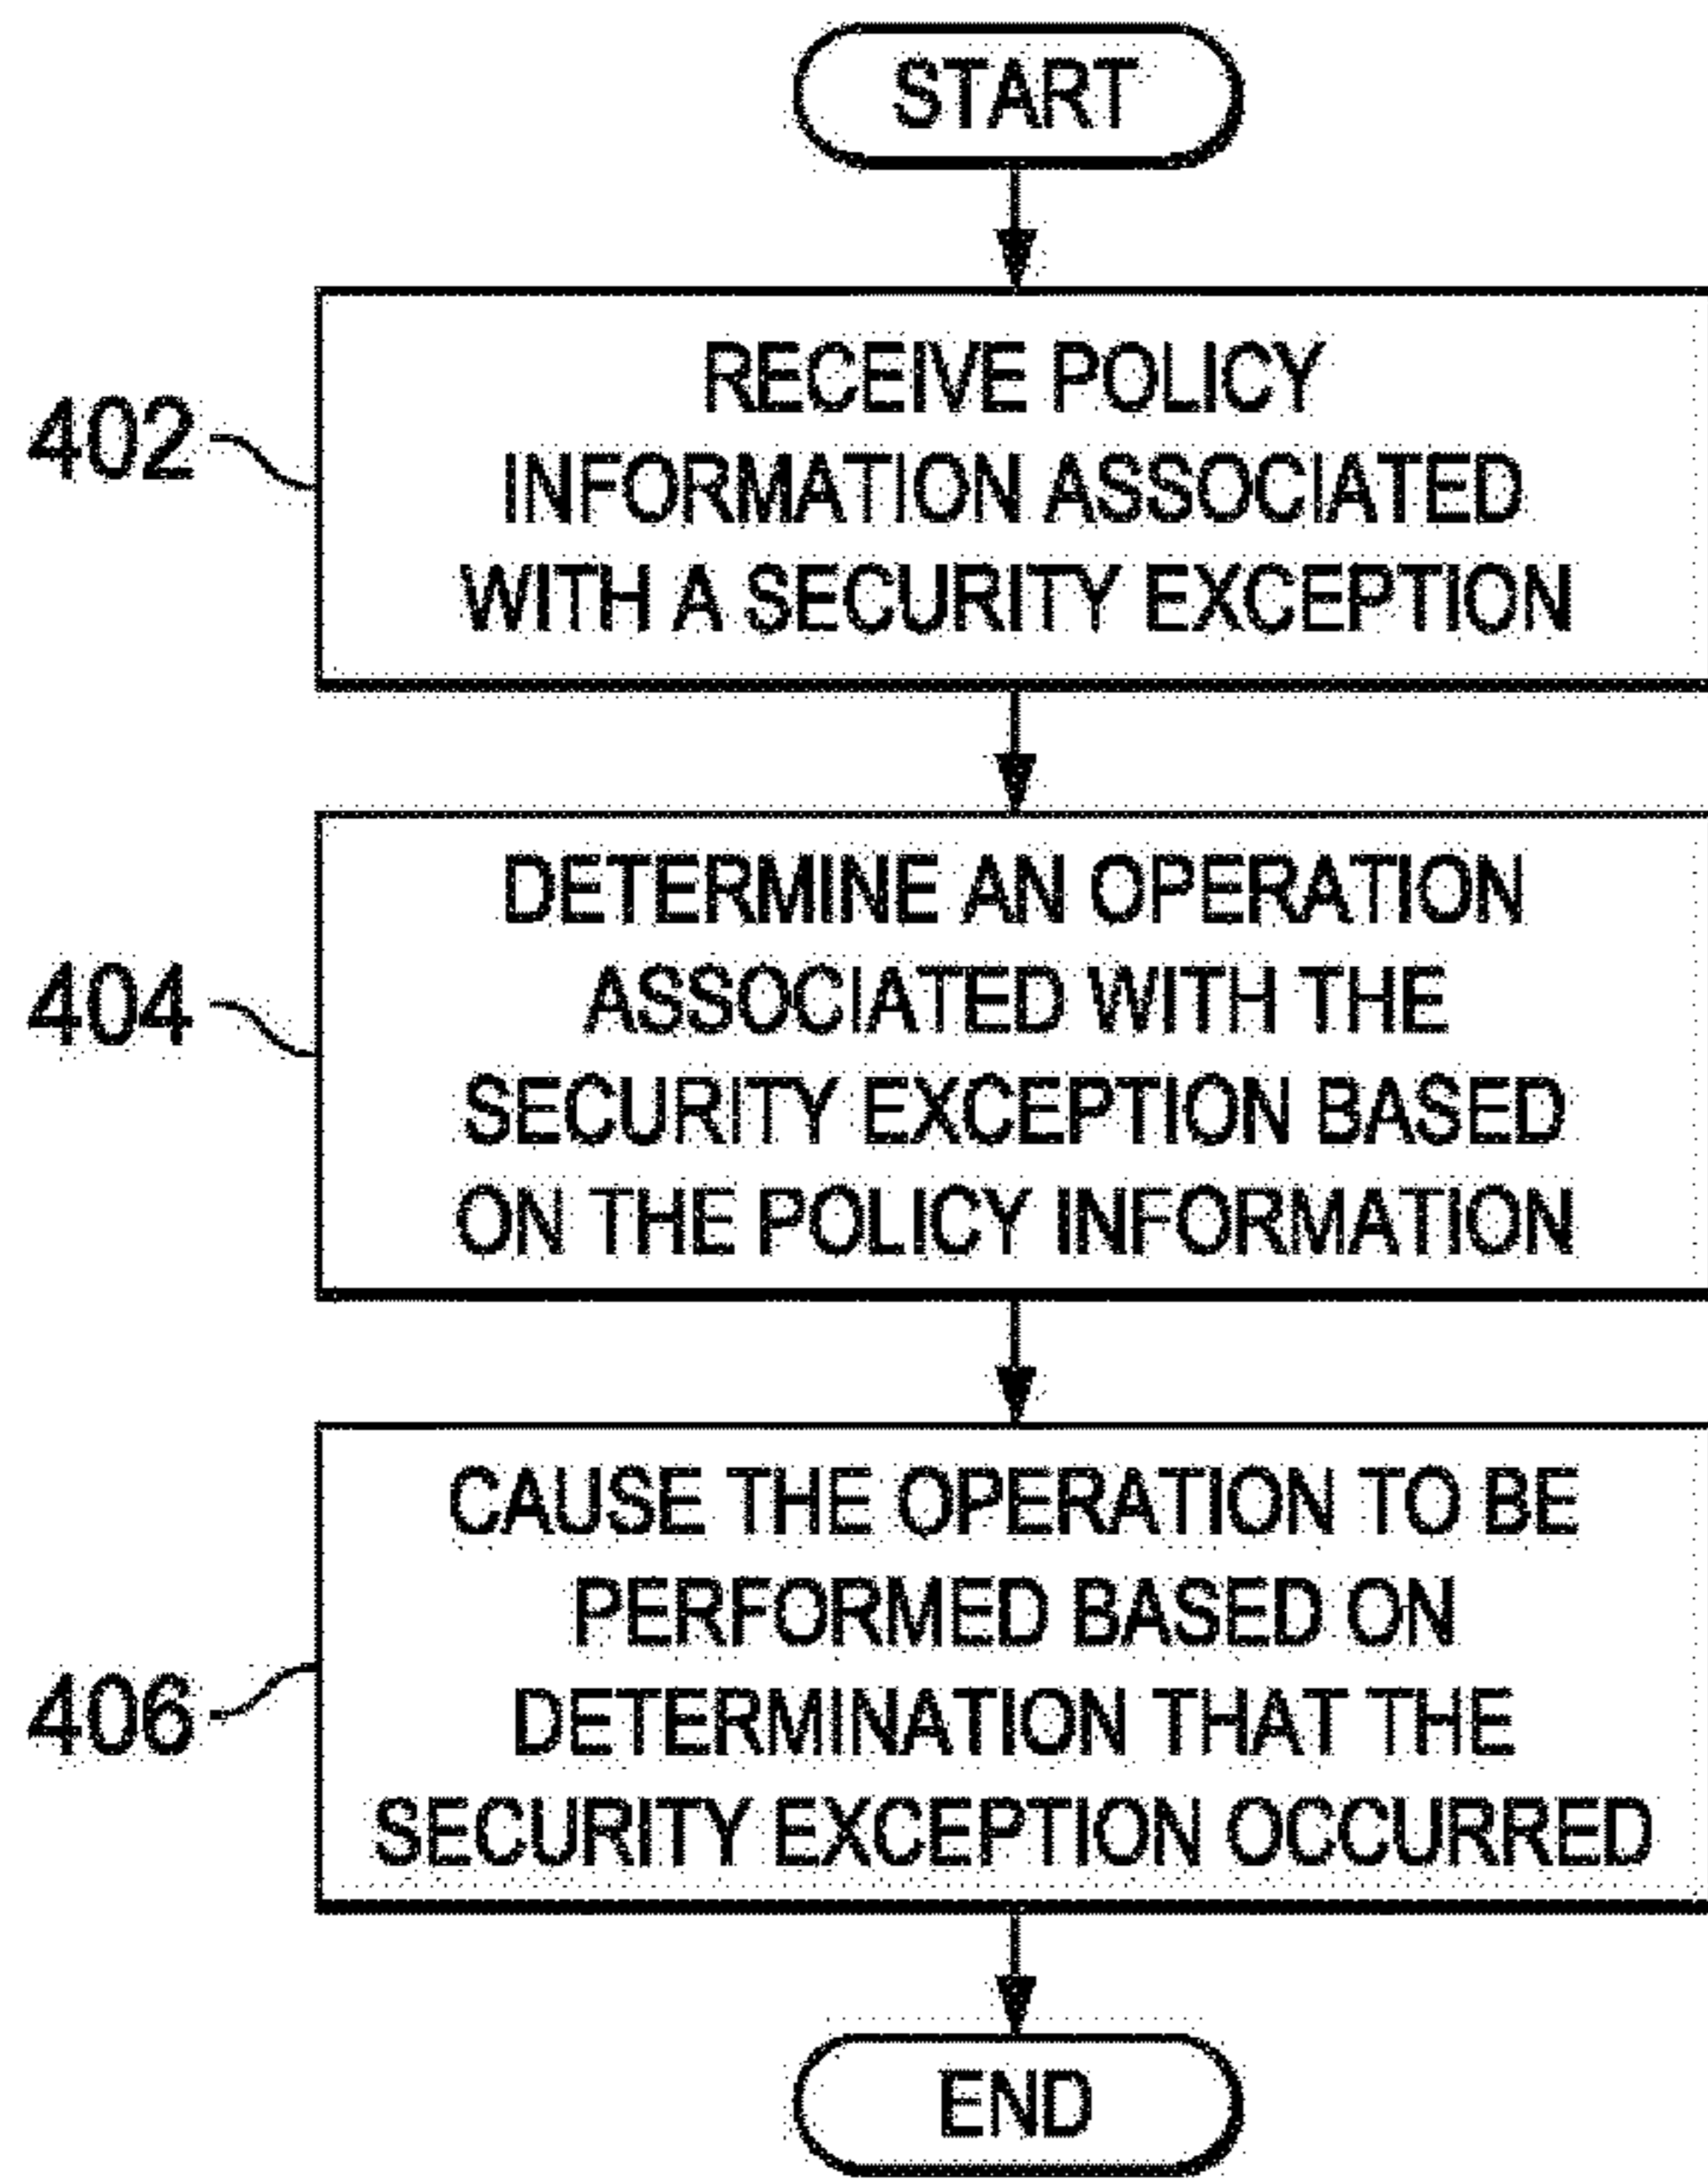 START
402
RECEIVE POLICY
INFORMATION ASSOCIATED
WITH A SECURITY EXCEPTION
404
DETERMINE AN OPERATION
ASSOCIATED WITH THE
SECURITY EXCEPTION BASED
ON THE POLICY INFORMATION
406
CAUSE THE OPERATION TO BE
PERFORMED BASED ON
DETERMINATION THAT THE
SECURITY EXCEPTION OCCURRED
END